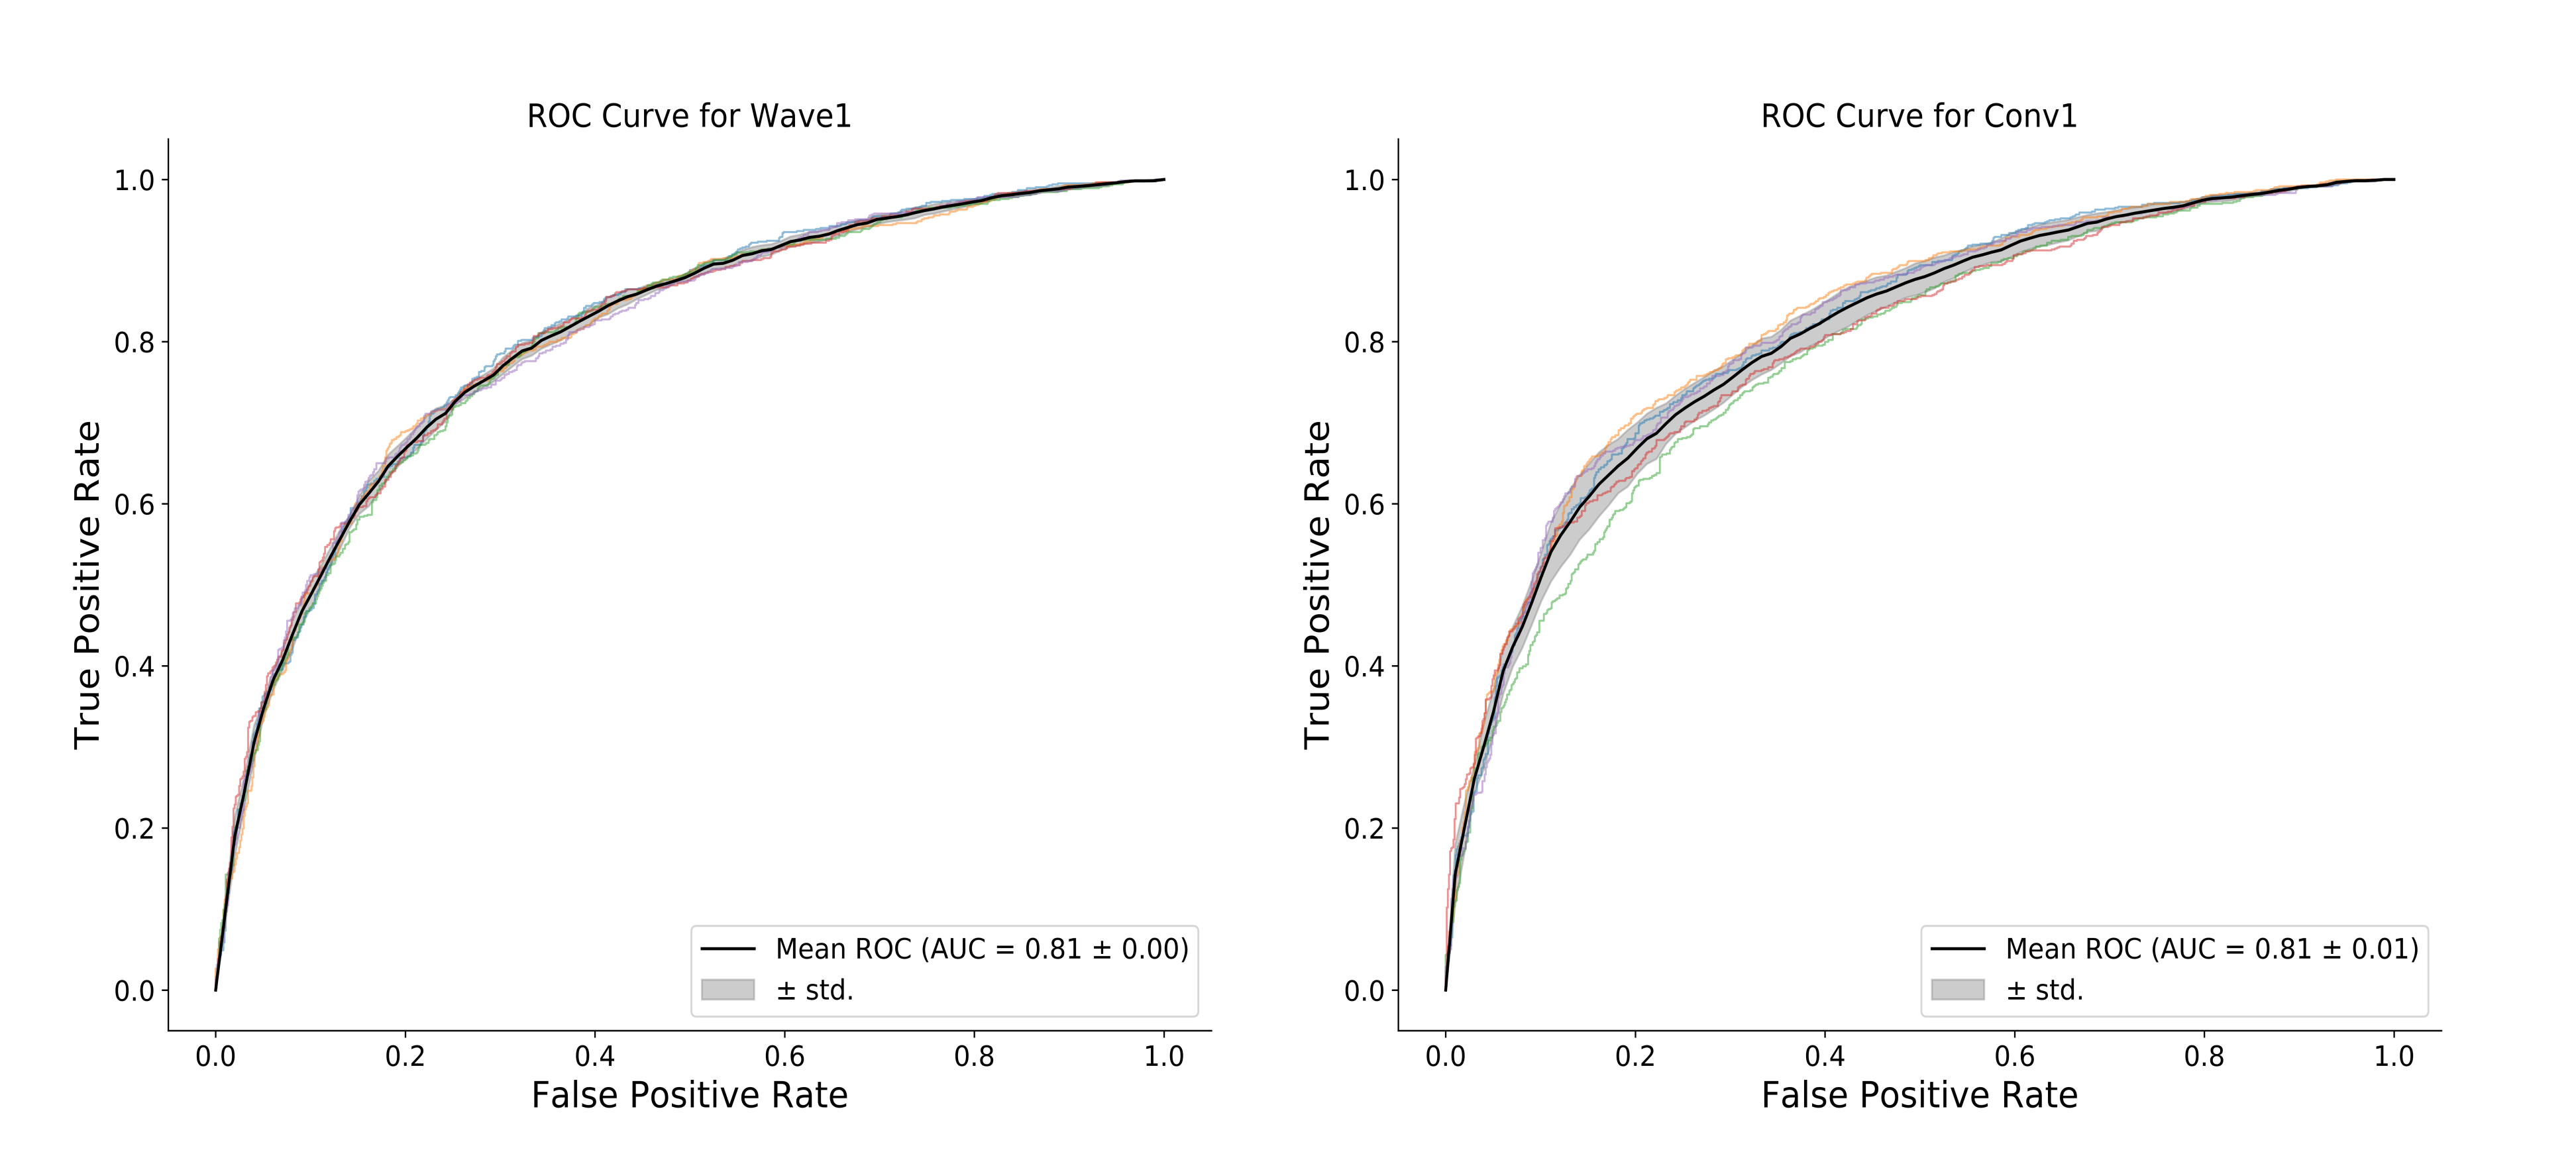 ROC Curve for Wave1
True Positive Rate
1.0
0.8
0.6
0.4
0.2
0.0
Mean ROC (AUC = 0.81 ± 0.00)
± std.
0.0 0.2 0.4 0.6 0.8 1.0
False Positive Rate
ROC Curve for Conv1
True Positive Rate
1.0
0.8
0.6
0.4
0.2
0.0
Mean ROC (AUC = 0.81 ± 0.01)
± std.
0.0 0.2 0.4 0.6 0.8 1.0
False Positive Rate